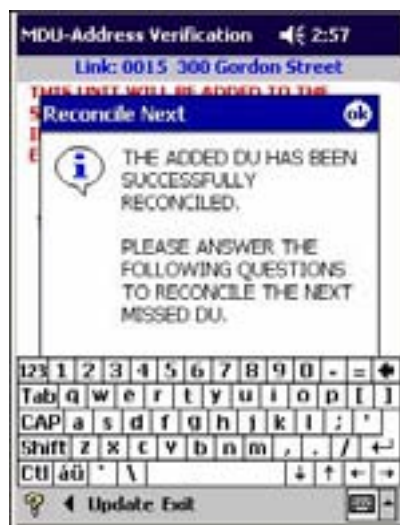 MDU-Address Verification 2:57
Link: 0015 300 Gordon Street
THIS UNIT WILL BE ADDED TO THE
Reconcile Next ok
THE ADDED DU HAS BEEN
SUCCESSFULLY
RECONCILED.
PLEASE ANSWER THE
FOLLOWING QUESTIONS
TO RECONCILE THE NEXT
MISSED DU.
123 1 2 3 4 5 6 7 8 9 0 - =
Tab q w e r t y u i o p [ ]
CAP a s d f g h j k l ; '
Shift z x c v b n m , . /
Ctl áü ` \
Update Exit